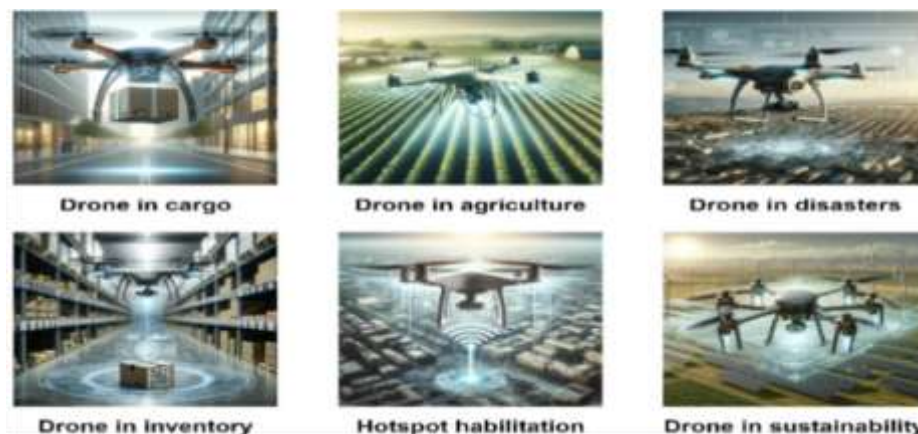 Drone in cargo
Drone in agriculture
Drone in disasters
Drone in inventory
Hotspot habilitation
Drone in sustainability